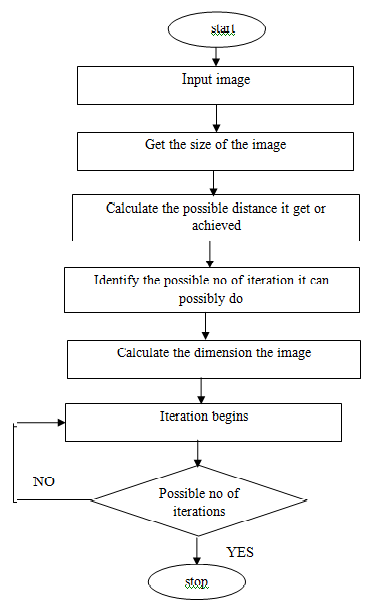 start
Input image
Get the size of the image
Calculate the possible distance it get or
achieved
Identify the possible no of iteration it can
possibly do
Calculate the dimension the image
Iteration begins
NO
Possible no of
iterations
YES
stop